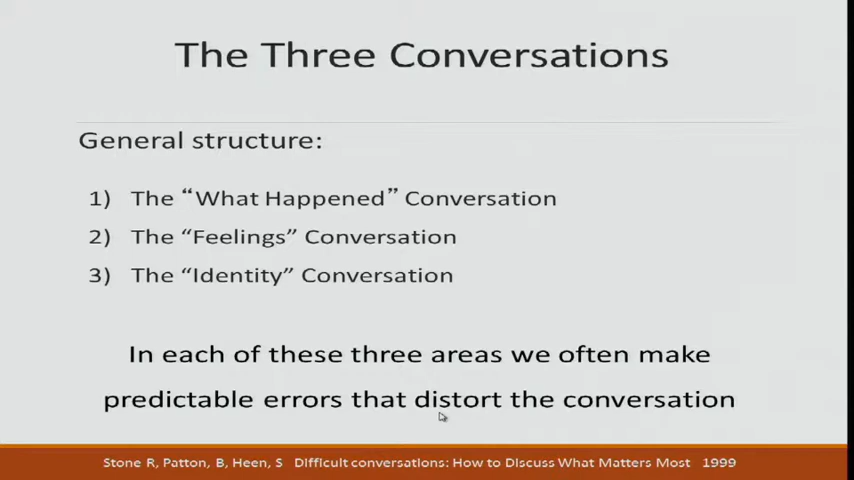 The Three Conversations
General structure:
1) The “What Happened” Conversation
2) The “Feelings” Conversation
3) The “Identity” Conversation
In each of these three areas we often make
predictable errors that distort the conversation
Stone R, Patton, B, Heen, S Difficult conversations: How to Discuss What Matters Most 1999